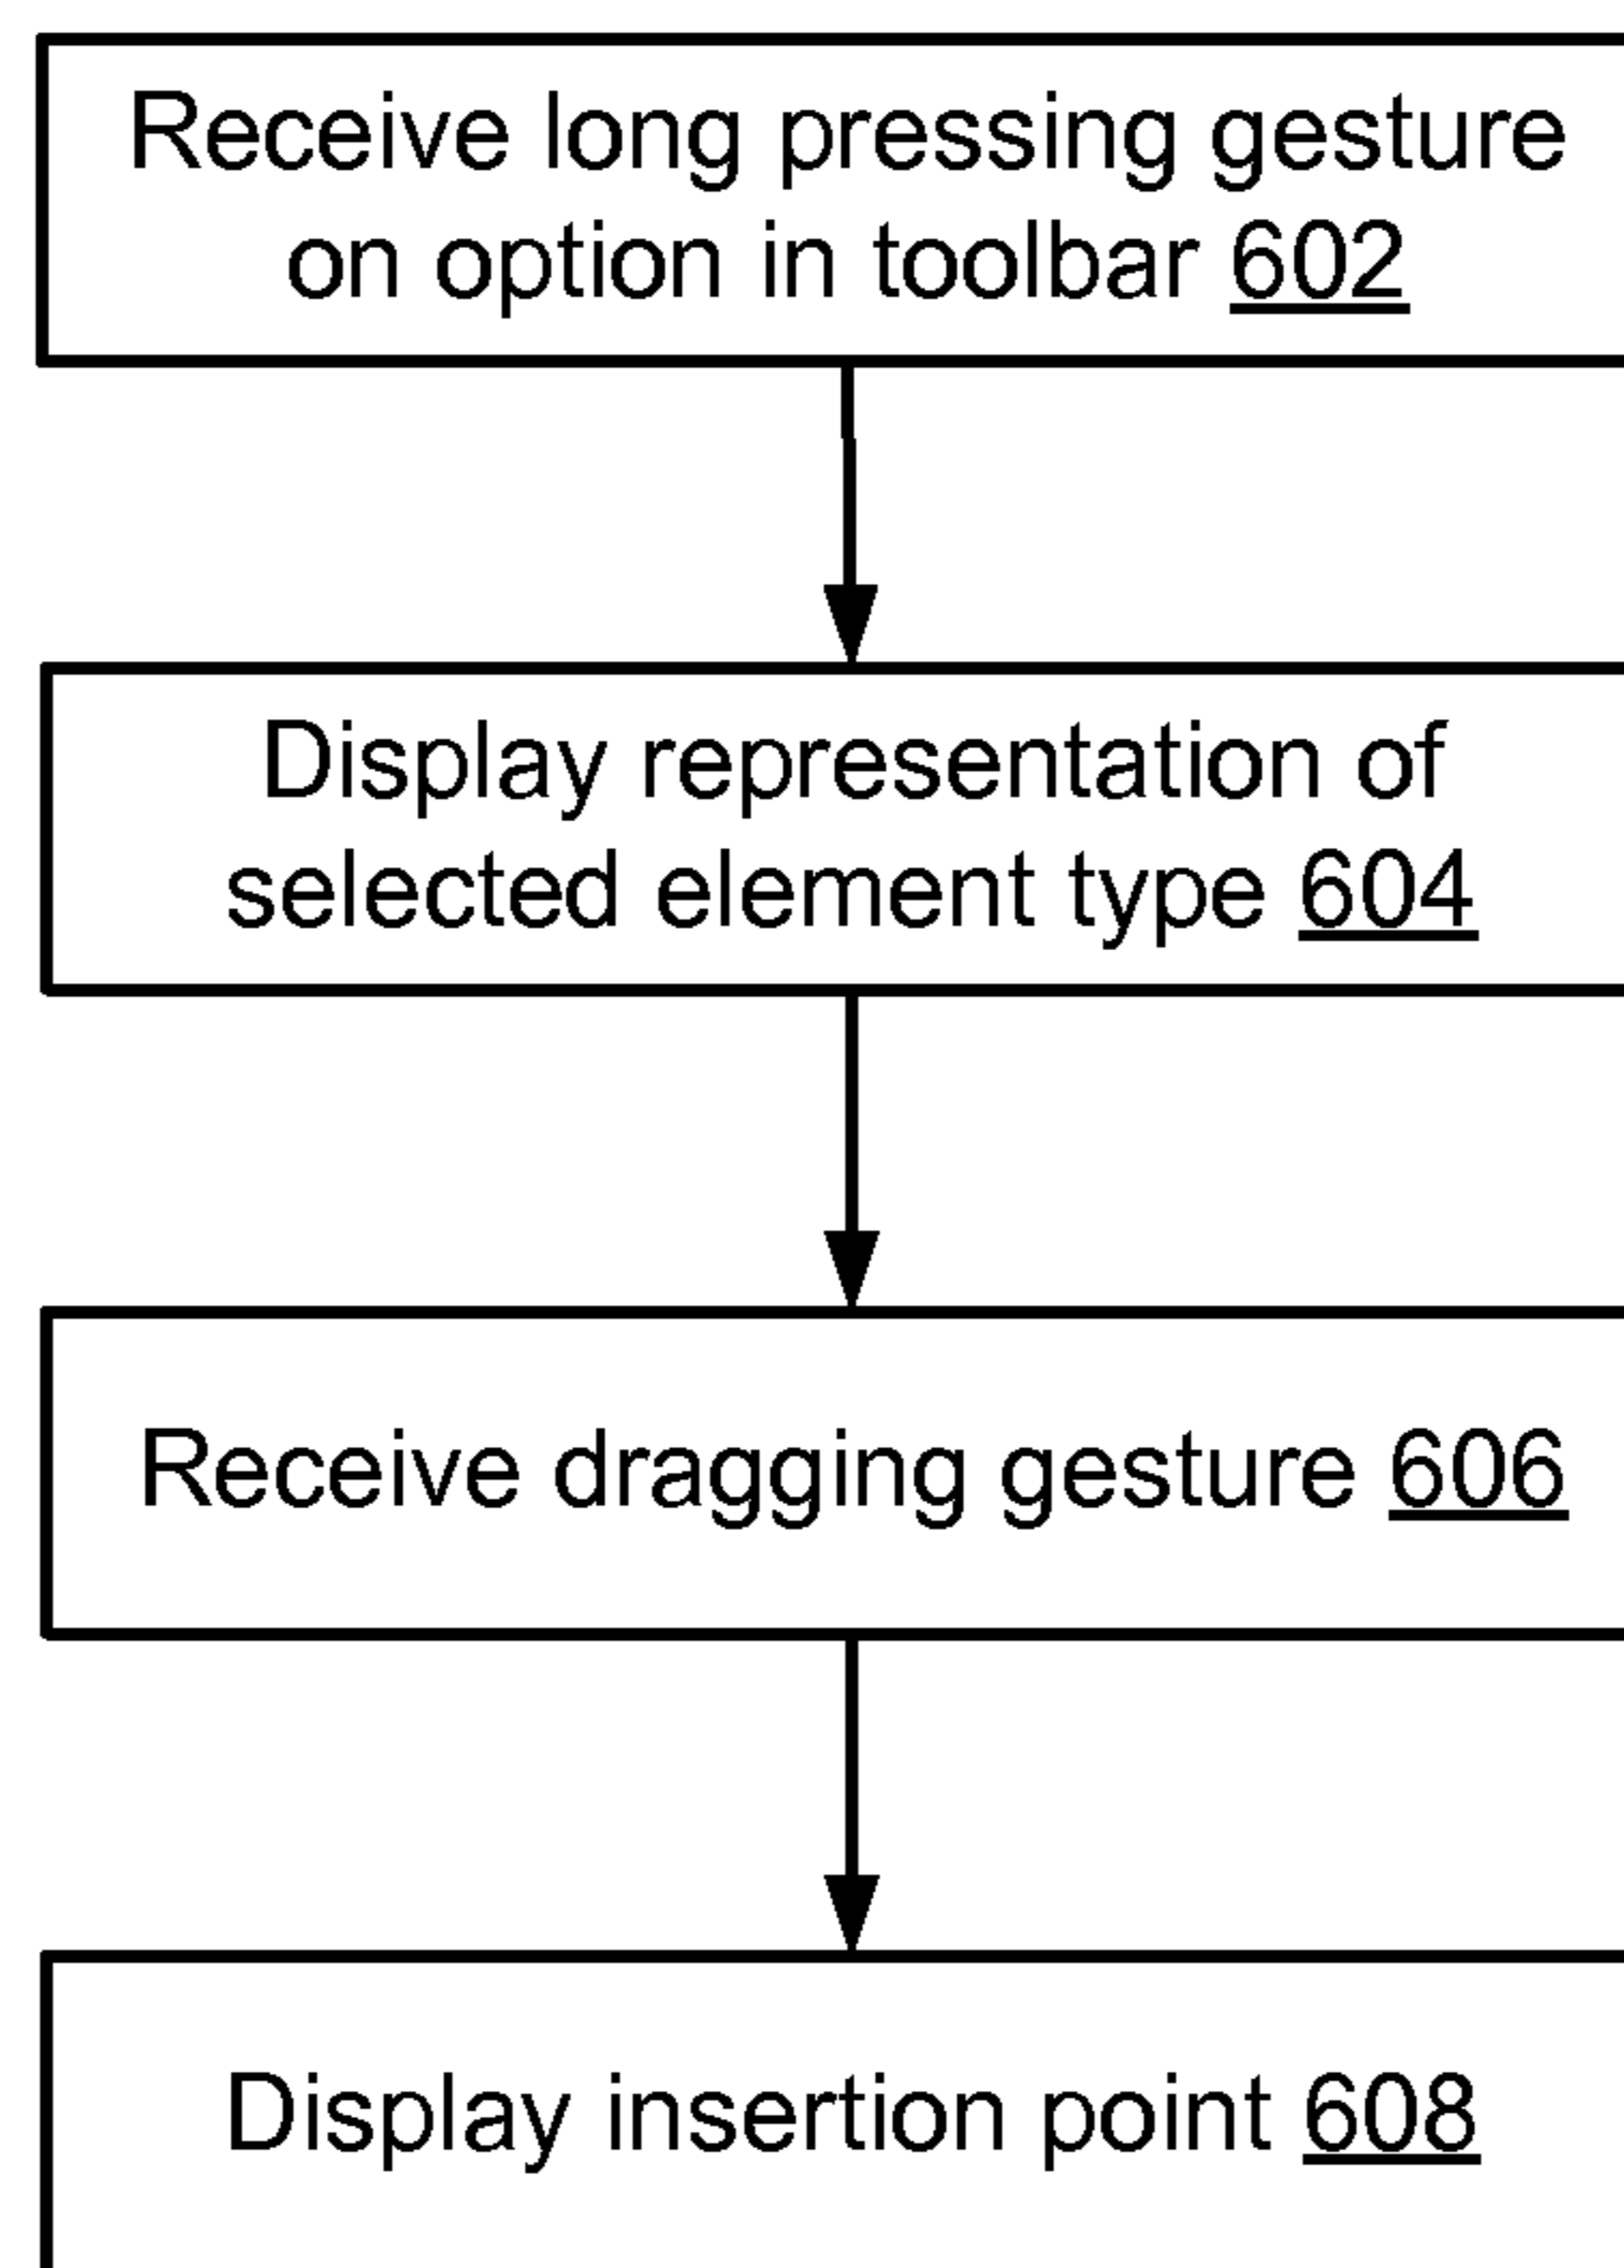 Receive long pressing gesture
on option in toolbar 602
Display representation of
selected element type 604
Receive dragging gesture 606
Display insertion point 608